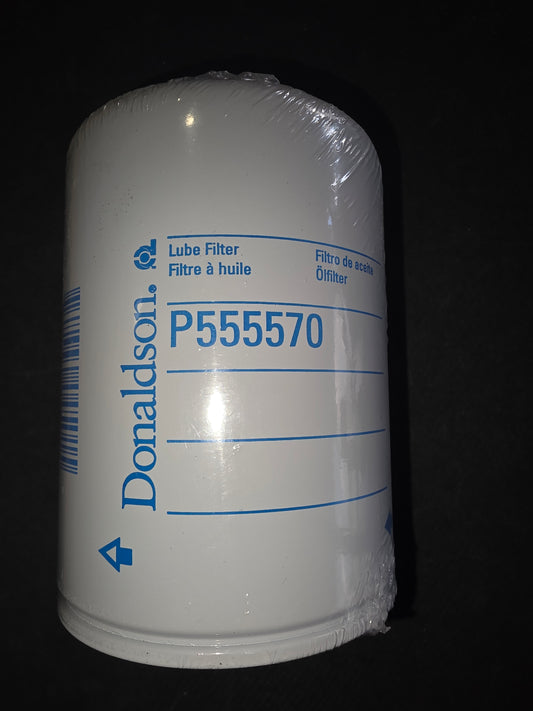 Donaldson.
Lube Filter
Filtre à huile
Filtro de aceite
Ölfilter
P555570